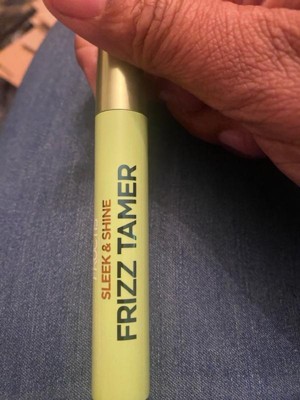 SLEEK & SHINE
FRIZZ TAMER